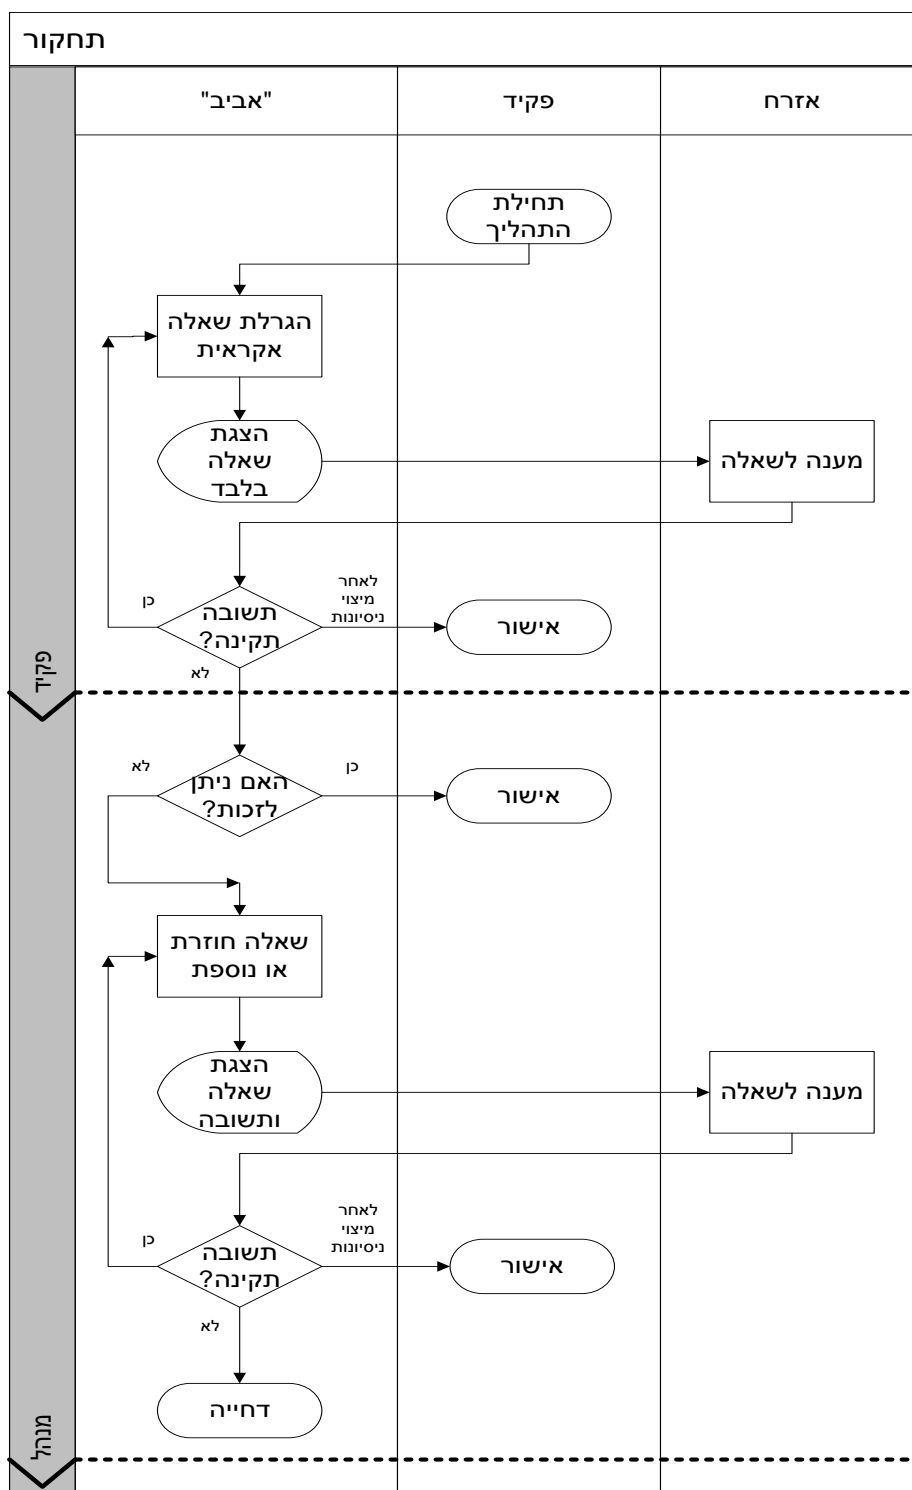 תחקור
אזרח
פקיד
"אביב"
תחילת
התהליך
הגרלת שאלה
אקראית
הצגת
שאלה
בלבד
מענה לשאלה
לאחר
מיצוי
ניסיונות
כן
תשובה
תקינה?
אישור
לא
פקיד
האם ניתן
לזכות?
כן
לא
אישור
שאלה חוזרת
או נוספת
הצגת
שאלה
ותשובה
מענה לשאלה
לאחר
מיצוי
ניסיונות
כן
תשובה
תקינה?
אישור
לא
דחייה
מנהל